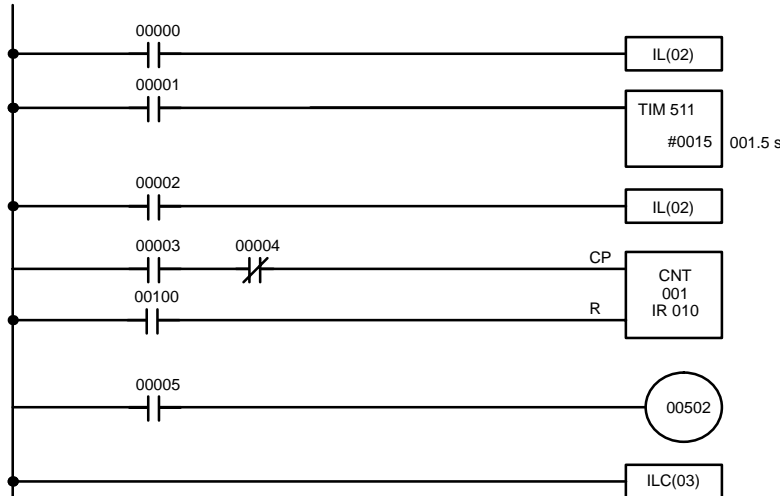 00000
IL(02)
00001
TIM 511
#0015 001.5 s
00002
IL(02)
00003 00004
CP
CNT
001
IR 010
00100
R
00005
00502
ILC(03)